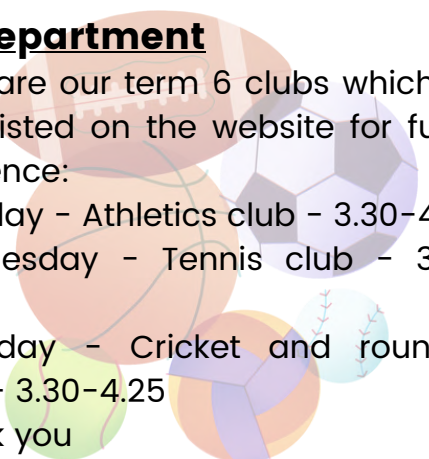 epartment
are our term 6 clubs which
isted on the website for fu
ence:
lay - Athletics club - 3.30-4
esday - Tennis club - 3
day - Cricket and roun
- 3.30-4.25
k you